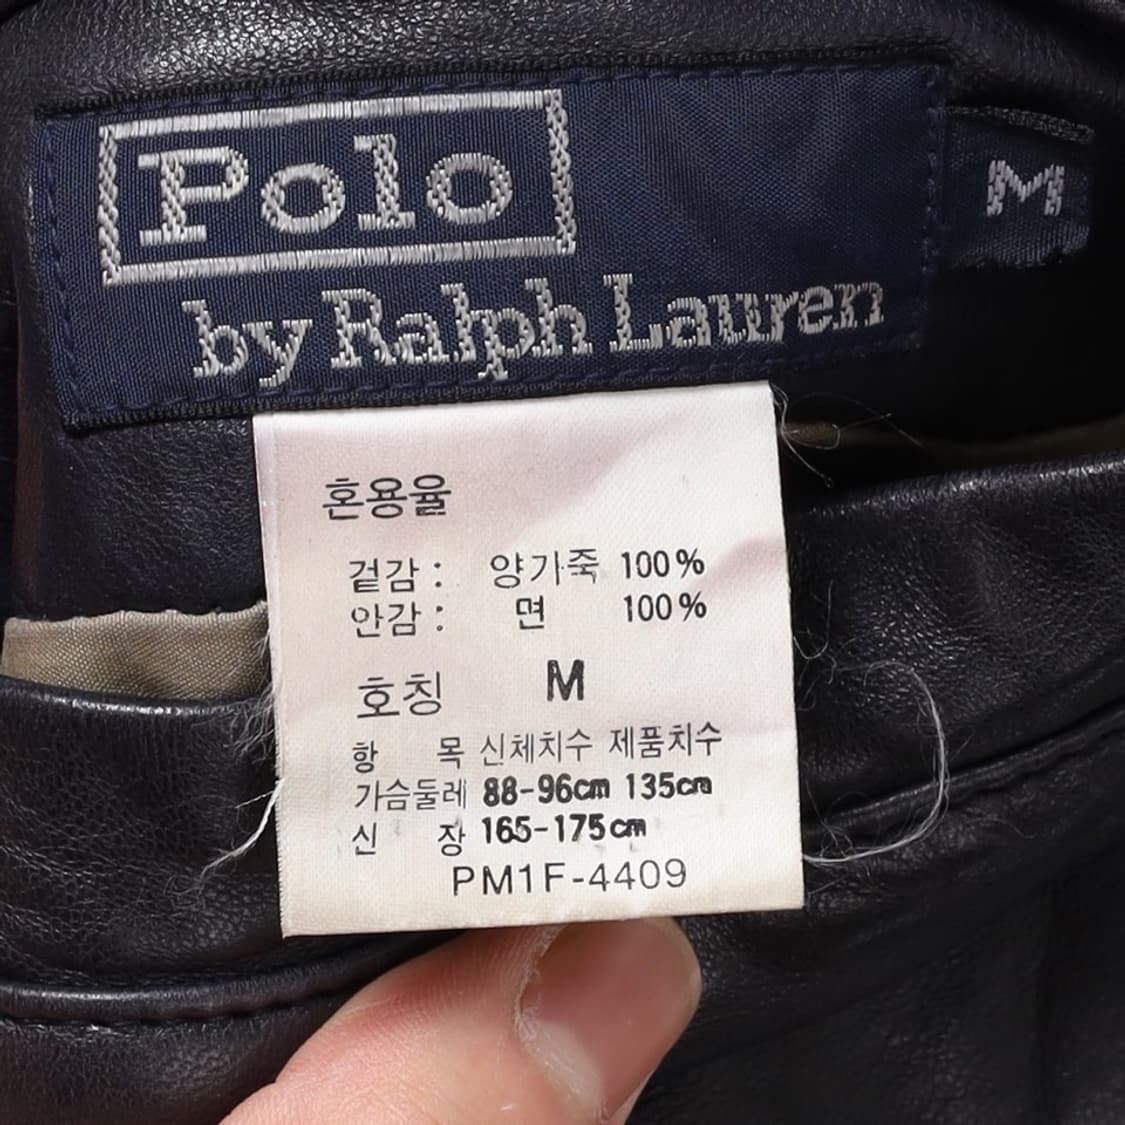 Polo
by Ralph Lauren
M
혼용율
겉감 : 양가죽 100%
안감 : 면 100%
호칭 M
항 목 신체치수 제품치수
가슴둘레 88-96cm 135cm
신 장 165-175cm
PM1F-4409